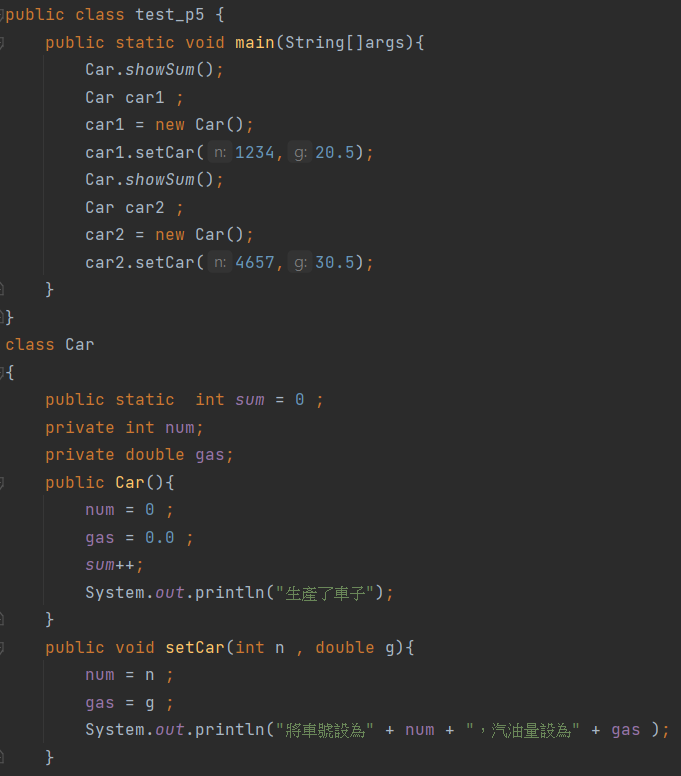 public class test_p5 {
    public static void main(String[]args){
        Car.showSum();
        Car car1 ;
        car1 = new Car();
        car1.setCar( n: 1234, g: 20.5);
        Car.showSum();
        Car car2 ;
        car2 = new Car();
        car2.setCar( n: 4657, g: 30.5);
    }
}
class Car
{
    public static  int sum = 0 ;
    private int num;
    private double gas;
    public Car(){
        num = 0 ;
        gas = 0.0 ;
        sum++;
        System.out.println("生產了車子");
    }
    public void setCar(int n , double g){
        num = n ;
        gas = g ;
        System.out.println("將車號設為" + num + "，汽油量設為" + gas );
    }